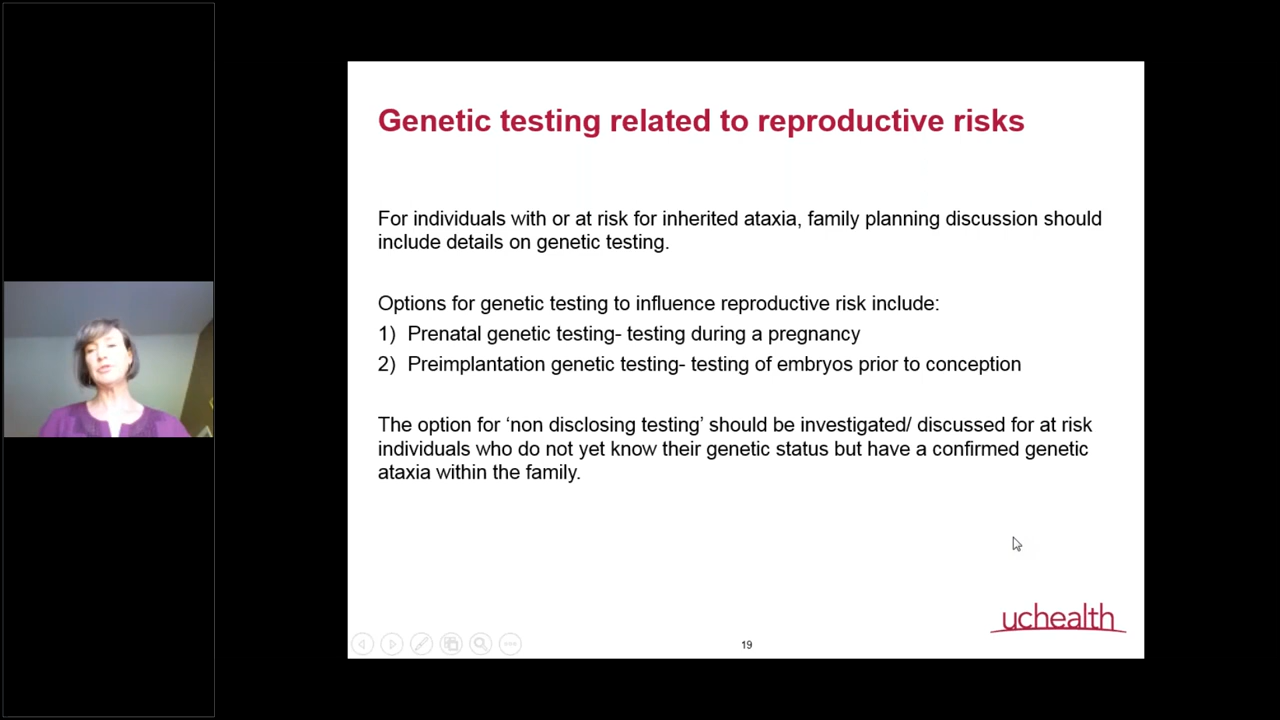 Genetic testing related to reproductive risks
For individuals with or at risk for inherited ataxia, family planning discussion should
include details on genetic testing.
Options for genetic testing to influence reproductive risk include:
1) Prenatal genetic testing- testing during a pregnancy
2) Preimplantation genetic testing- testing of embryos prior to conception
The option for ‘non disclosing testing’ should be investigated/ discussed for at risk
individuals who do not yet know their genetic status but have a confirmed genetic
ataxia within the family.
uchealth
19